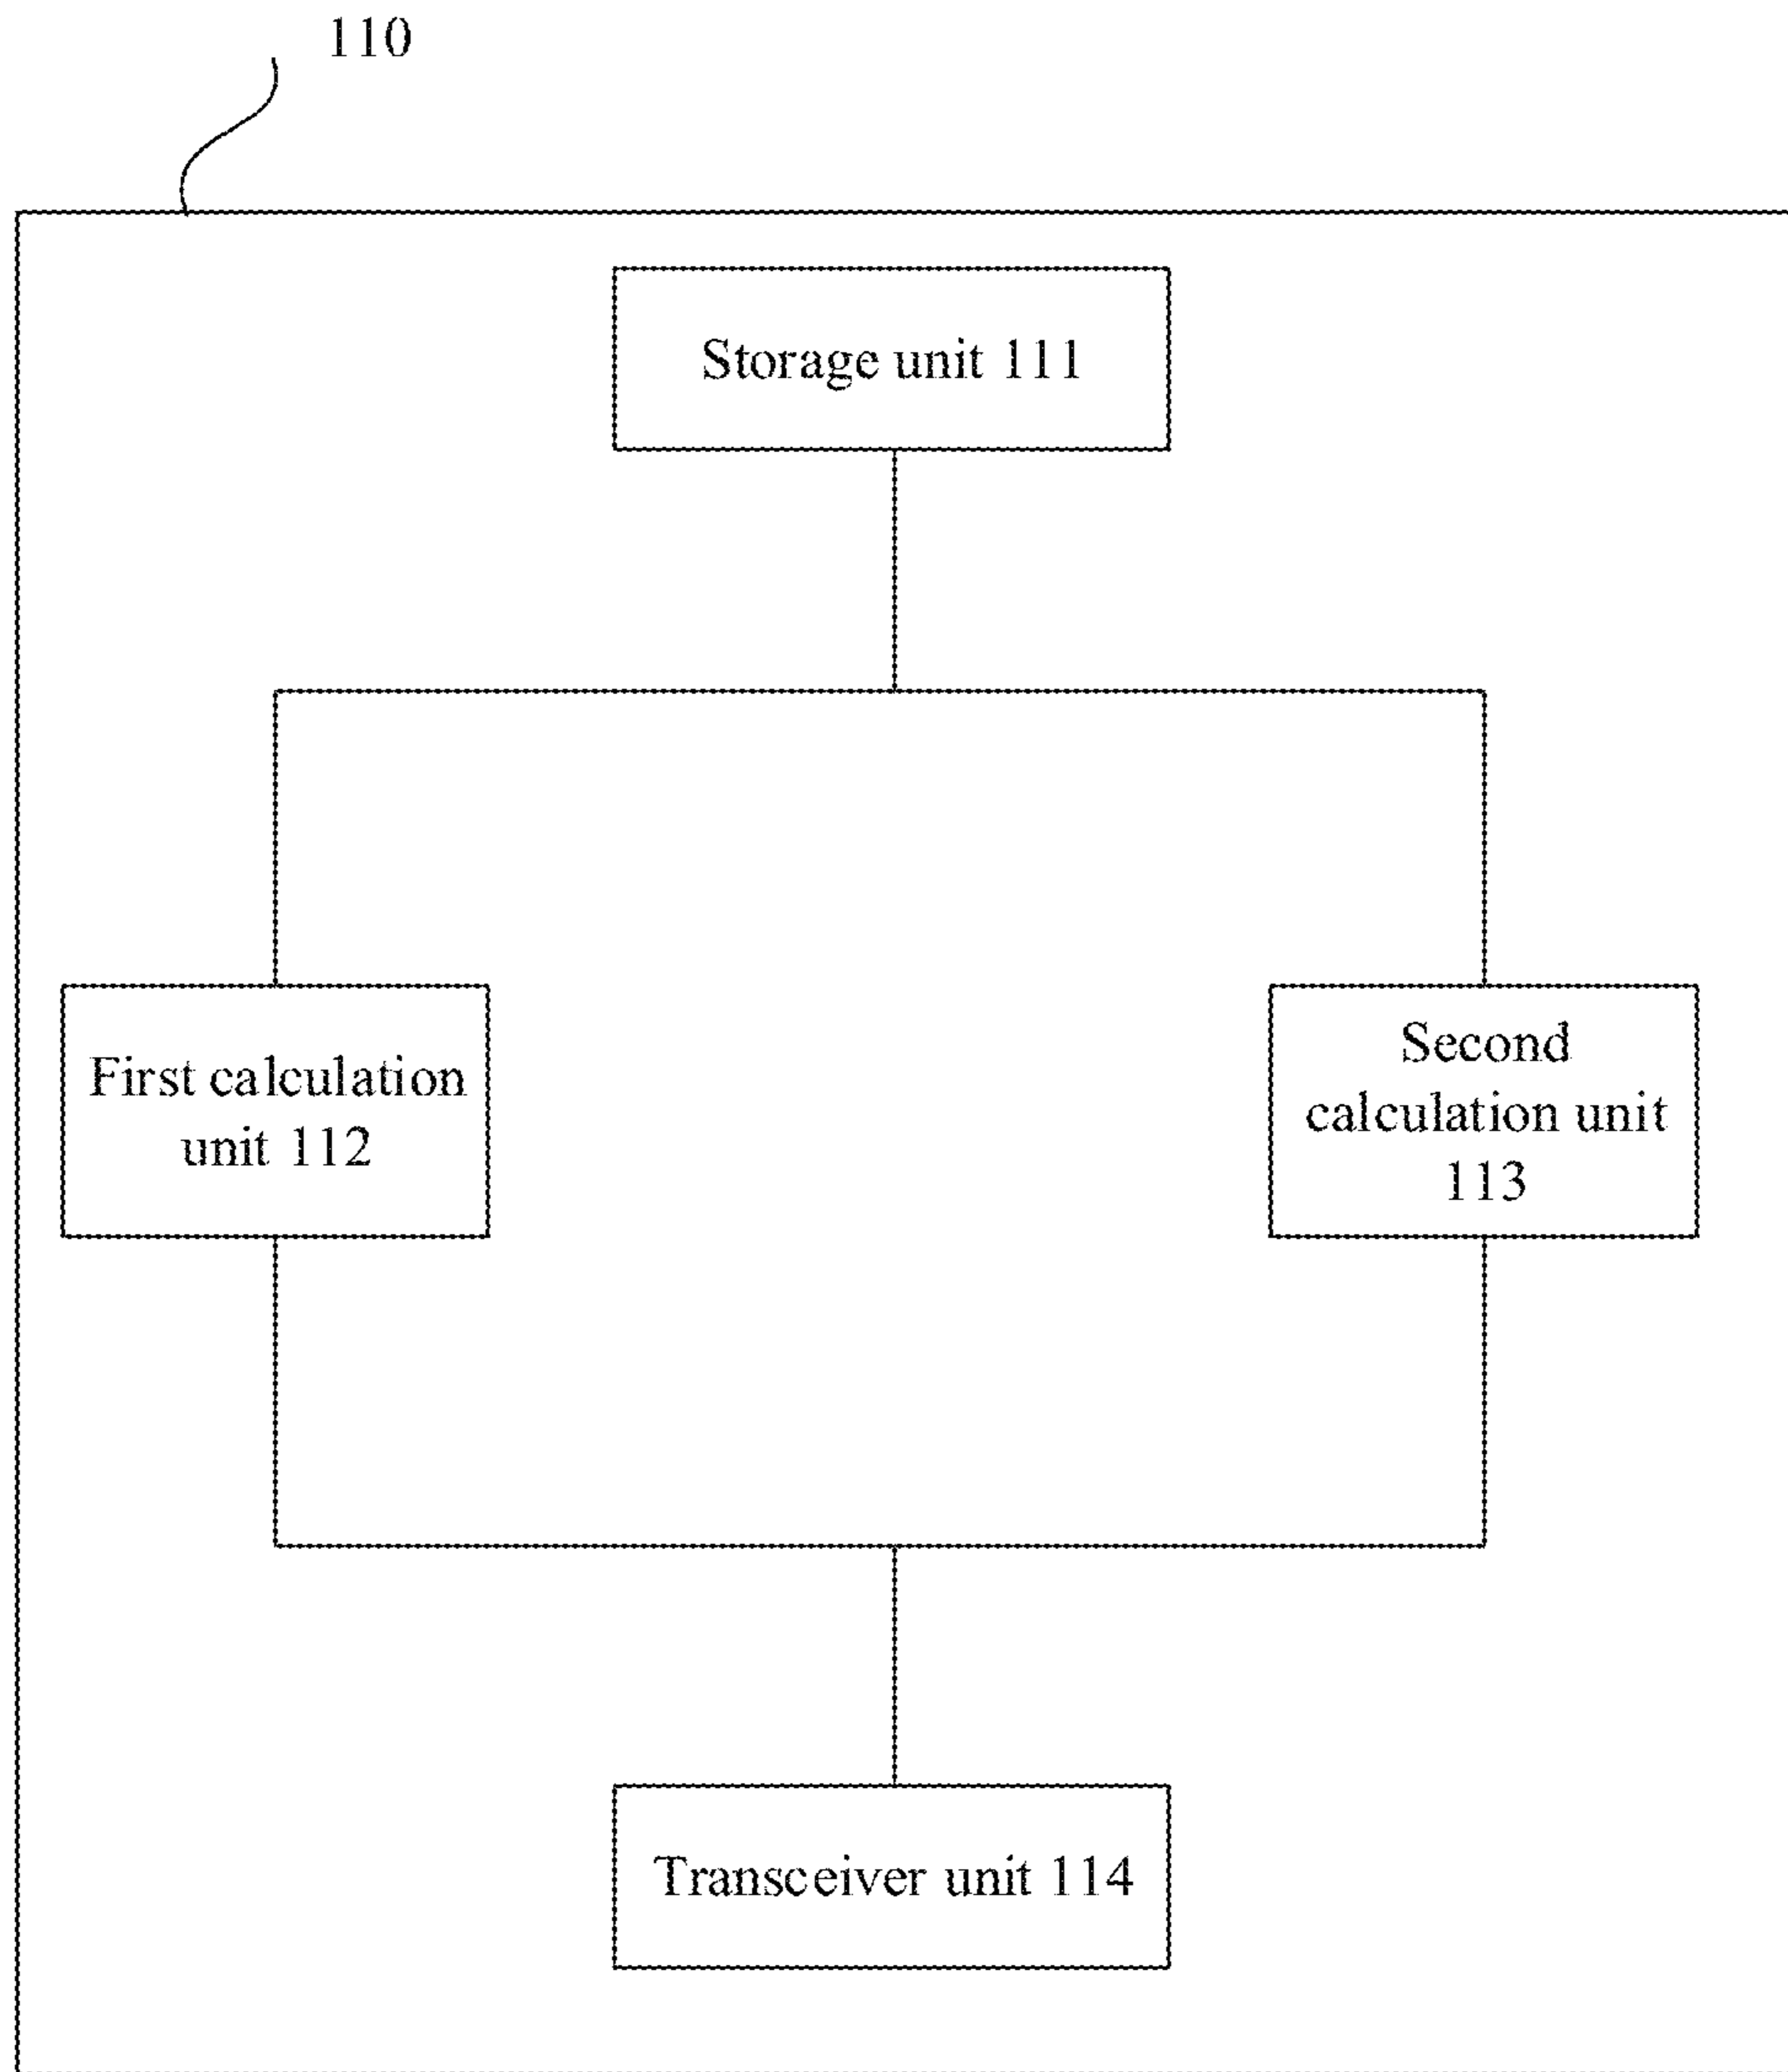 110
Storage unit 111
First calculation
unit 112
Second
calculation unit
113
Transceiver unit 114